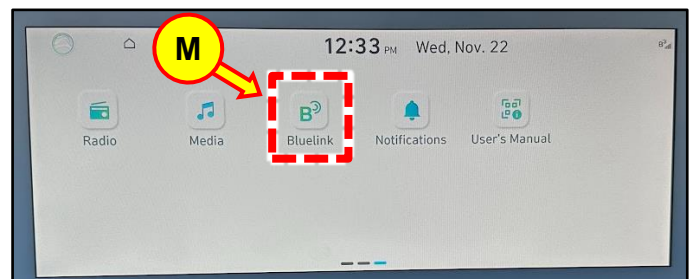 M
12:33 PM Wed, Nov. 22
B
Radio Media Bluelink Notifications User's Manual